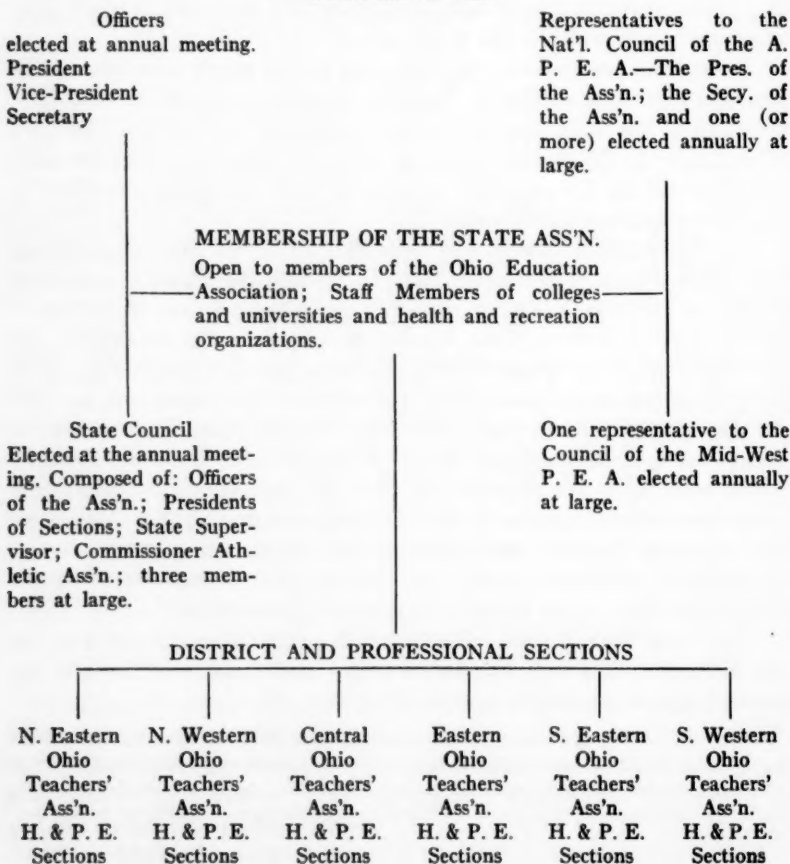 Officers
elected at annual meeting.
President
Vice-President
Secretary
Representatives to the
Nat'l. Council of the A.
P. E. A.—The Pres. of
the Ass'n.; the Secy. of
the Ass'n. and one (or
more) elected annually at
large.
MEMBERSHIP OF THE STATE ASS'N.
Open to members of the Ohio Education
Association; Staff Members of colleges
and universities and health and recreation
organizations.
State Council
Elected at the annual meet-
ing. Composed of: Officers
of the Ass'n.; Presidents
of Sections; State Super-
visor; Commissioner Ath-
letic Ass'n.; three mem-
bers at large.
One representative to the
Council of the Mid-West
P. E. A. elected annually
at large.
DISTRICT AND PROFESSIONAL SECTIONS
N. Eastern
Ohio
Teachers'
Ass'n.
H. & P. E.
Sections
N. Western
Ohio
Teachers'
Ass'n.
H. & P. E.
Sections
Central
Ohio
Teachers'
Ass'n.
H. & P. E.
Sections
Eastern
Ohio
Teachers'
Ass'n.
H. & P. E.
Sections
S. Eastern
Ohio
Teachers'
Ass'n.
H. & P. E.
Sections
S. Western
Ohio
Teachers'
Ass'n.
H. & P. E.
Sections